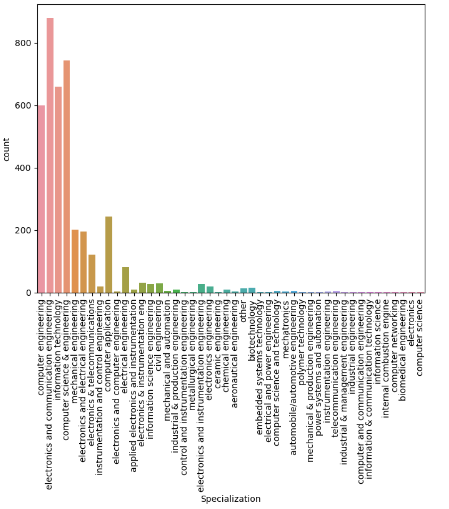 800
600
400
200
0
count
computer engineering
electronics and communication engineering
information technology
computer science & engineering
mechanical engineering
electronics and electrical engineering
electronics & telecommunications
instrumentation and control engineering
computer application
electronics and computer engineering
electrical engineering
applied electronics and instrumentation
electronics & instrumentation eng
information science engineering
civil engineering
mechanical and automation
industrial & production engineering
control and instrumentation engineering
metallurgical engineering
electronics and instrumentation engineering
electronics engineering
ceramic engineering
chemical engineering
aeronautical engineering
other
biotechnology
embedded systems technology
electrical and power engineering
computer science and technology
mechatronics
automobile/automotive engineering
polymer technology
mechanical & production engineering
power systems and automation
instrumentation engineering
telecommunication engineering
industrial & management engineering
industrial engineering
computer and communication engineering
information & communication technology
information science
internal combustion engine
computer networking
biomedical engineering
electronics
computer science
Specialization